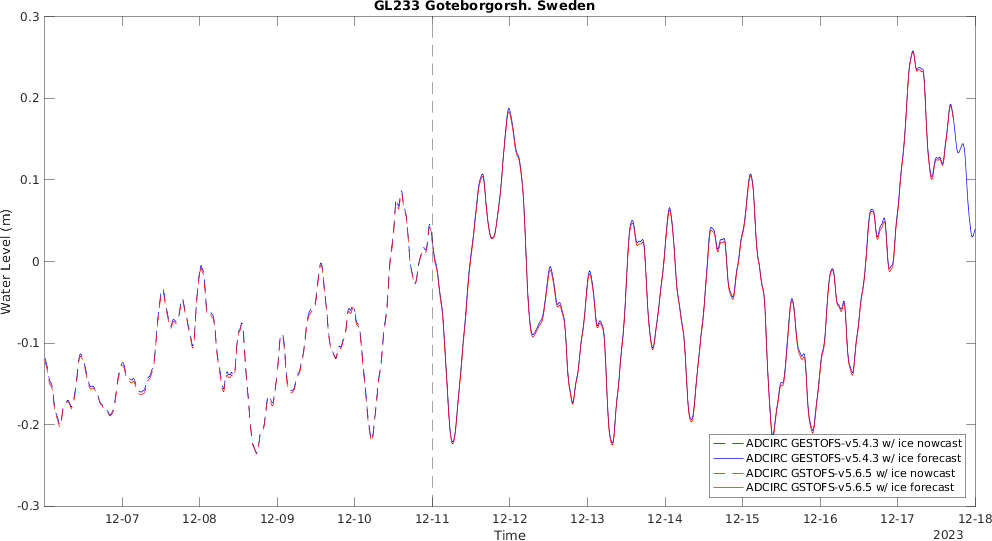 GL233 Goteborgorsh. Sweden
0.3
0.2
0.1
0
-0.1
-0.2
-0.3
Water Level (m)
ADCIRC GESTOFS-v5.4.3 w/ ice nowcast
ADCIRC GESTOFS-v5.4.3 w/ ice forecast
ADCIRC GSTOFS-v5.6.5 w/ ice nowcast
ADCIRC GSTOFS-v5.6.5 w/ ice forecast
12-07 12-08 12-09 12-10 12-11 12-12 12-13 12-14 12-15 12-16 12-17 12-18
Time
2023